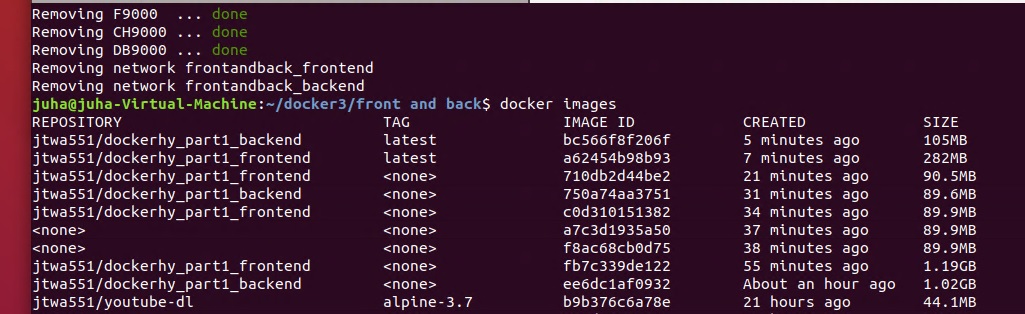 Removing F9000  ... done
Removing CH9000 ... done
Removing DB9000 ... done
Removing network frontandback_frontend
Removing network frontandback_backend
juha@juha-Virtual-Machine:~/docker3/front and back$ docker images
REPOSITORY TAG IMAGE ID CREATED SIZE
jtwa551/dockerhy_part1_backend latest bc566f8f206f 5 minutes ago 105MB
jtwa551/dockerhy_part1_frontend latest a62454b98b93 7 minutes ago 282MB
jtwa551/dockerhy_part1_frontend <none> 710db2d44be2 21 minutes ago 90.5MB
jtwa551/dockerhy_part1_backend <none> 750a74aa3751 31 minutes ago 89.6MB
jtwa551/dockerhy_part1_frontend <none> c0d310151382 34 minutes ago 89.9MB
<none> <none> a7c3d1935a50 37 minutes ago 89.9MB
<none> <none> f8ac68cb0d75 38 minutes ago 89.9MB
jtwa551/dockerhy_part1_frontend <none> fb7c339de122 55 minutes ago 1.19GB
jtwa551/dockerhy_part1_backend <none> ee6dc1af0932 About an hour ago 1.02GB
jtwa551/youtube-dl alpine-3.7 b9b376c6a78e 21 hours ago 44.1MB